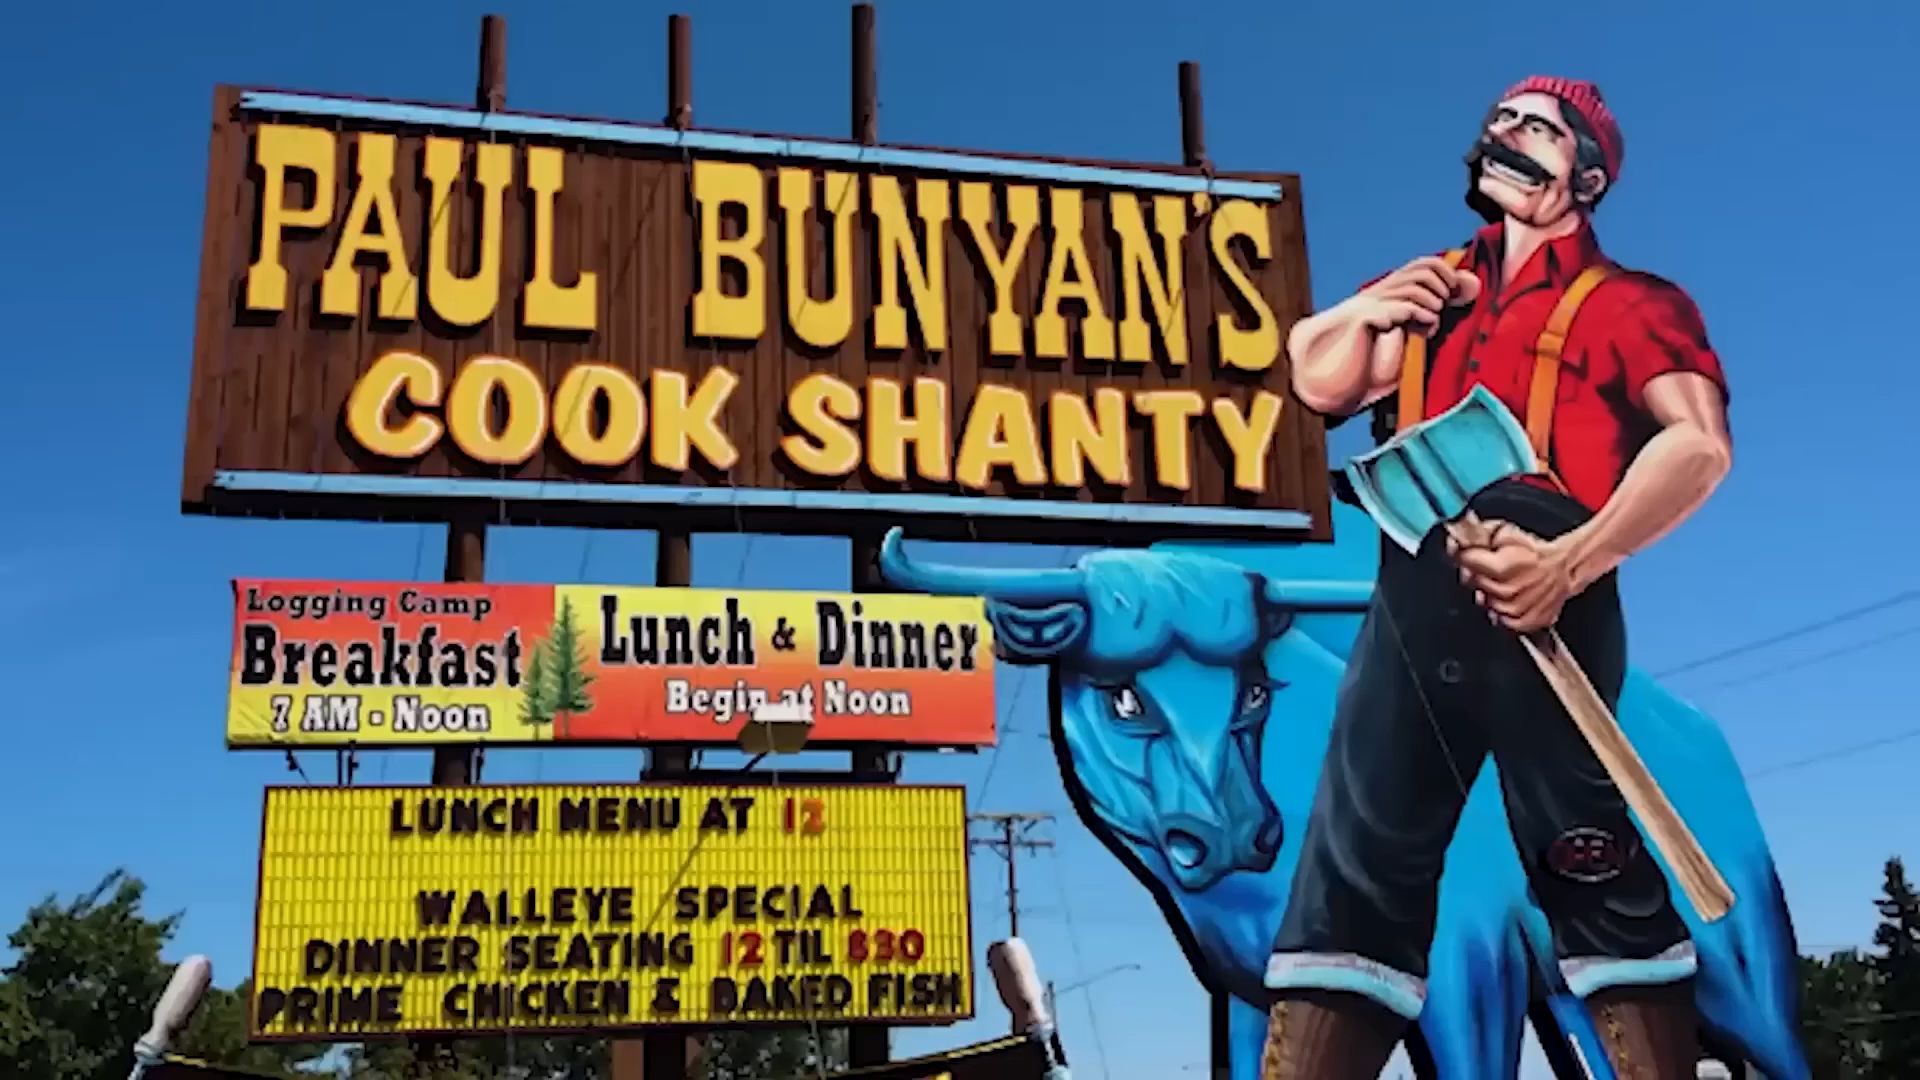 PAUL BUNYAN'S
COOK SHANTY
Logging Camp
Breakfast
7 AM - Noon
Lunch & Dinner
Begin at Noon
LUNCH MENU AT 12
WALLEYE SPECIAL
DINNER SEATING 12 TIL 830
PRIME CHICKEN & BAKED FISH